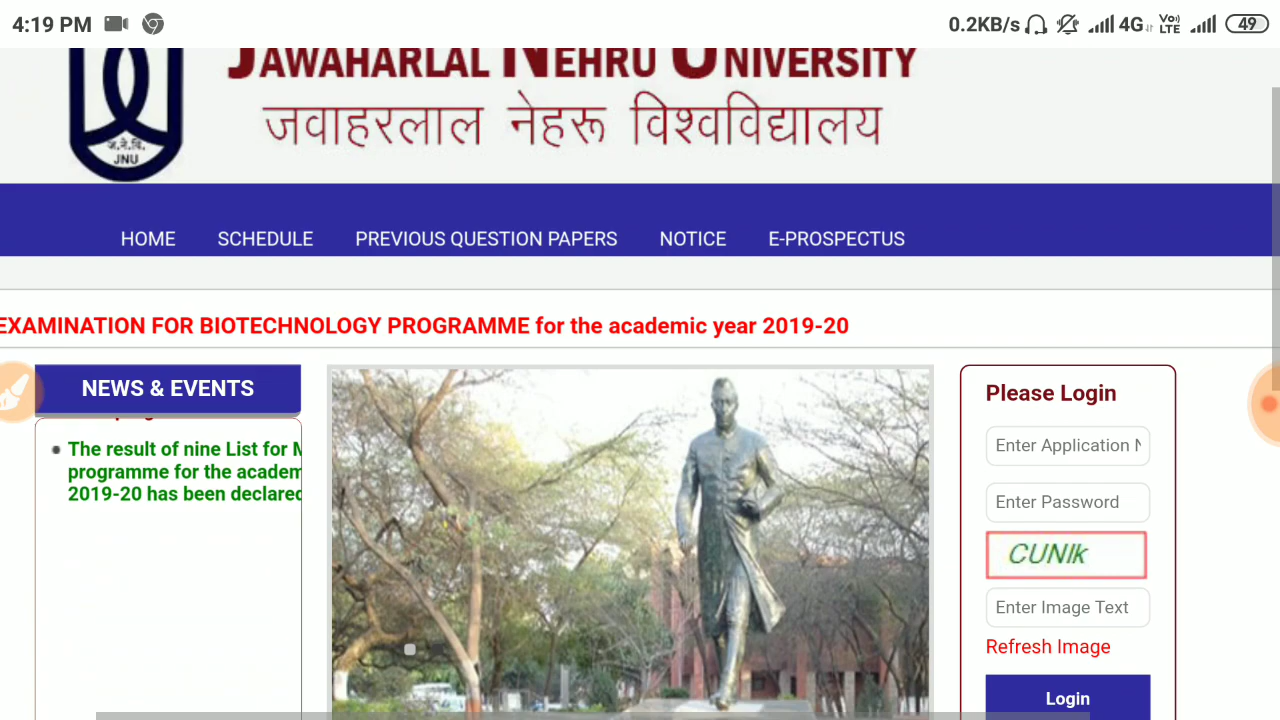 4:19 PM
0.2KB/s 4G Vo) LTE 49
JAWAHARLAL NEHRU UNIVERSITY
जवाहरलाल नेहरू विश्वविद्यालय
ज.ने.वि.
JNU
HOME SCHEDULE PREVIOUS QUESTION PAPERS NOTICE E-PROSPECTUS
EXAMINATION FOR BIOTECHNOLOGY PROGRAMME for the academic year 2019-20
NEWS & EVENTS
The result of nine List for M
programme for the academ
2019-20 has been declared
Please Login
Enter Application N
Enter Password
CUNIk
Enter Image Text
Refresh Image
Login